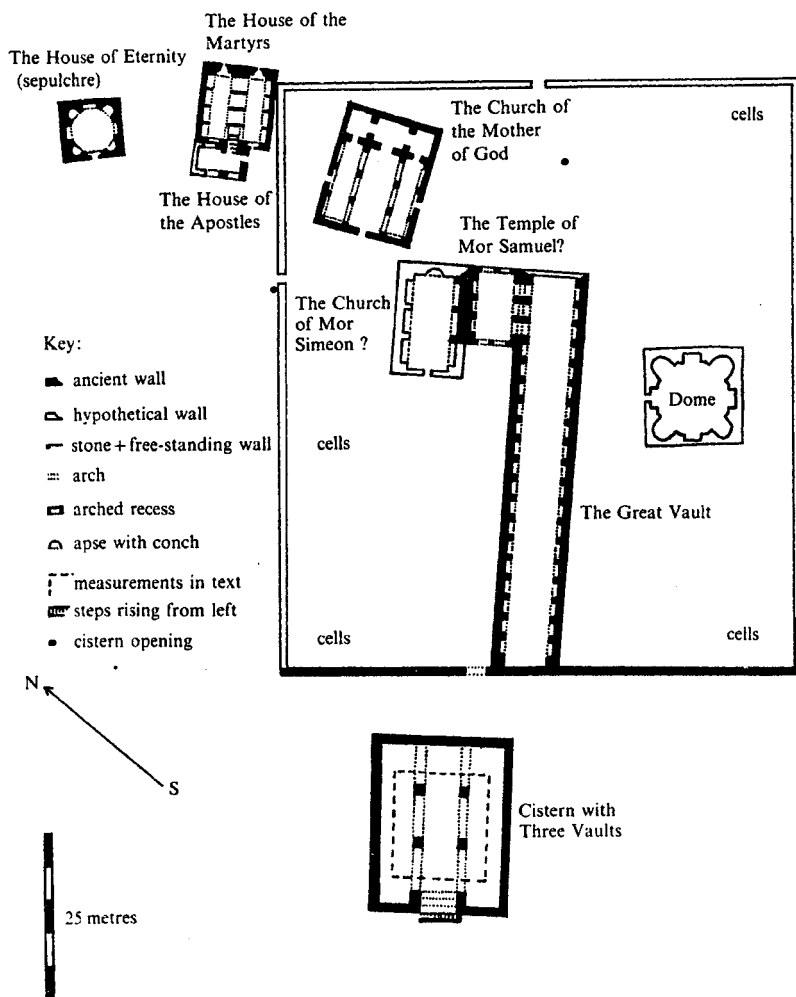 The House of the
Martyrs
The House of Eternity
(sepulchre)
The Church of
the Mother
of God
cells
The House of
the Apostles
The Temple of
Mor Samuel?
The Church
of Mor
Simeon ?
Key:
ancient wall
hypothetical wall
stone + free-standing wall
arch
arched recess
apse with conch
measurements in text
steps rising from left
cistern opening
Dome
cells
The Great Vault
cells
cells
N
S
Cistern with
Three Vaults
25 metres